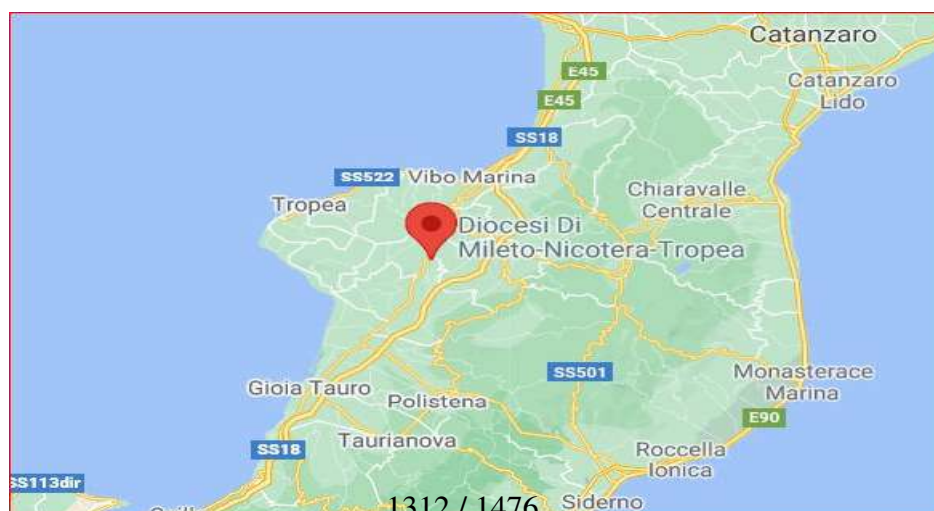 Catanzaro
E45
Catanzaro
Lido
E45
SS18
SS522
Vibo Marina
Chiaravalle
Centrale
Tropea
Diocesi Di
Mileto-Nicotera-Tropea
SS501
Monasterace
Marina
Gioia Tauro
Polistena
E90
Taurianova
SS18
Roccella
Ionica
SS113dir
1312 / 1476
Siderno